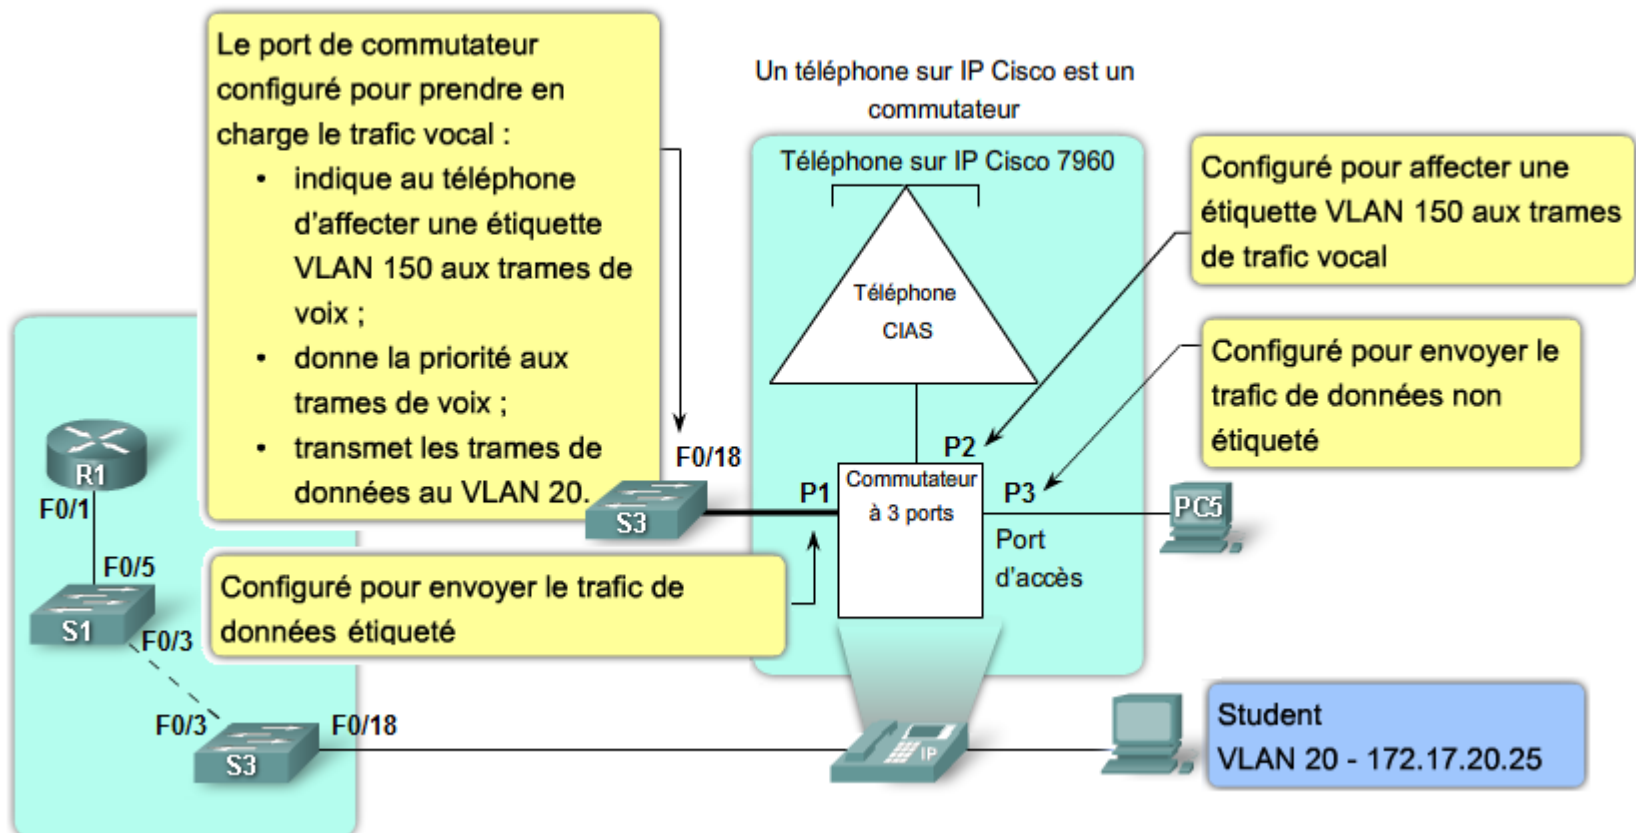 Le port de commutateur
configuré pour prendre en
charge le trafic vocal :
• indique au téléphone
d'affecter une étiquette
VLAN 150 aux trames de
voix ;
• donne la priorité aux
trames de voix ;
• transmet les trames de
données au VLAN 20.
Un téléphone sur IP Cisco est un
commutateur
Téléphone sur IP Cisco 7960
Téléphone
CIAS
Configuré pour affecter une
étiquette VLAN 150 aux trames
de trafic vocal
Configuré pour envoyer le
trafic de données non
étiqueté
F0/18
S3
P1
P2
Commutateur
à 3 ports
P3
Port
d'accès
PC5
Configuré pour envoyer le trafic de
données étiqueté
R1
F0/1
F0/5
S1
F0/3
F0/3
S3
F0/18
IP
Student
VLAN 20 - 172.17.20.25